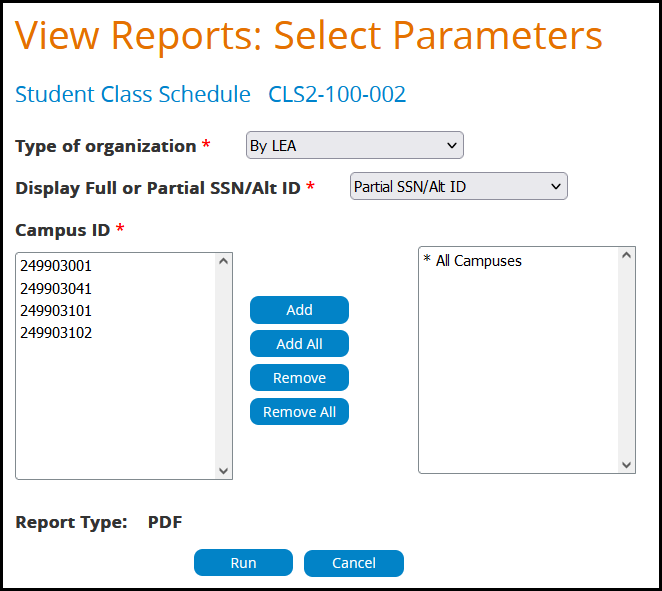 View Reports: Select Parameters
Student Class Schedule CLS2-100-002
Type of organization * By LEA
Display Full or Partial SSN/Alt ID * Partial SSN/Alt ID
Campus ID *
249903001
249903041
249903101
249903102
Add
Add All
Remove
Remove All
* All Campuses
Report Type: PDF
Run Cancel